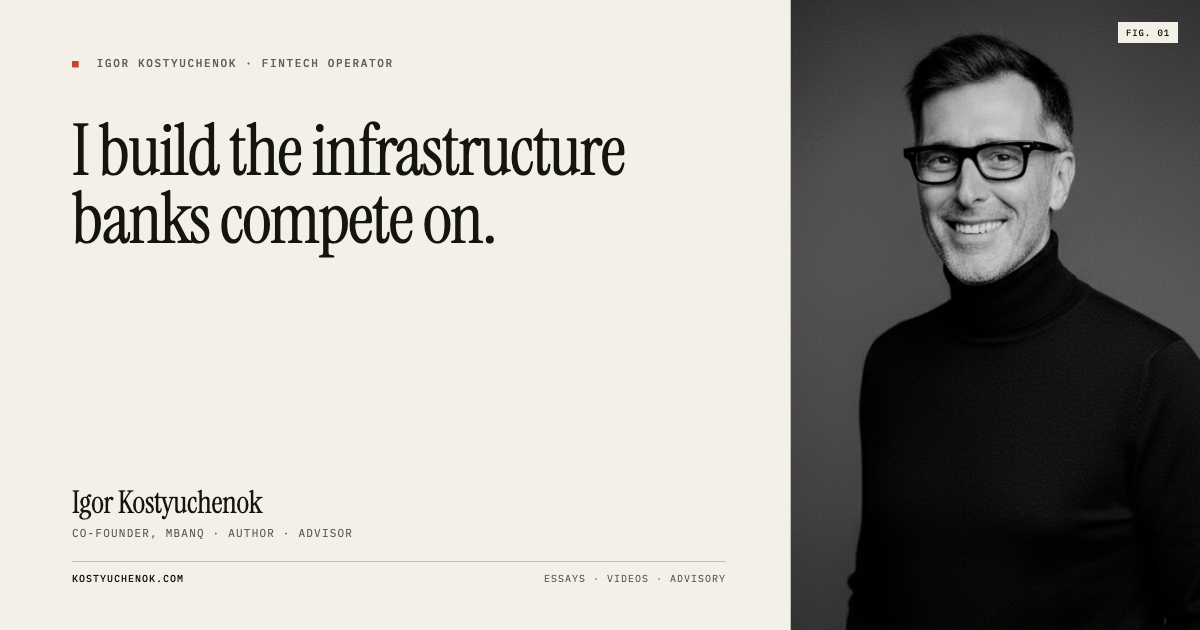 IGOR KOSTYUCHENOK · FINTECH OPERATOR
FIG. 01
I build the infrastructure
banks compete on.
Igor Kostyuchenok
CO-FOUNDER, MBANQ · AUTHOR · ADVISOR
KOSTYUCHENOK.COM
ESSAYS · VIDEOS · ADVISORY